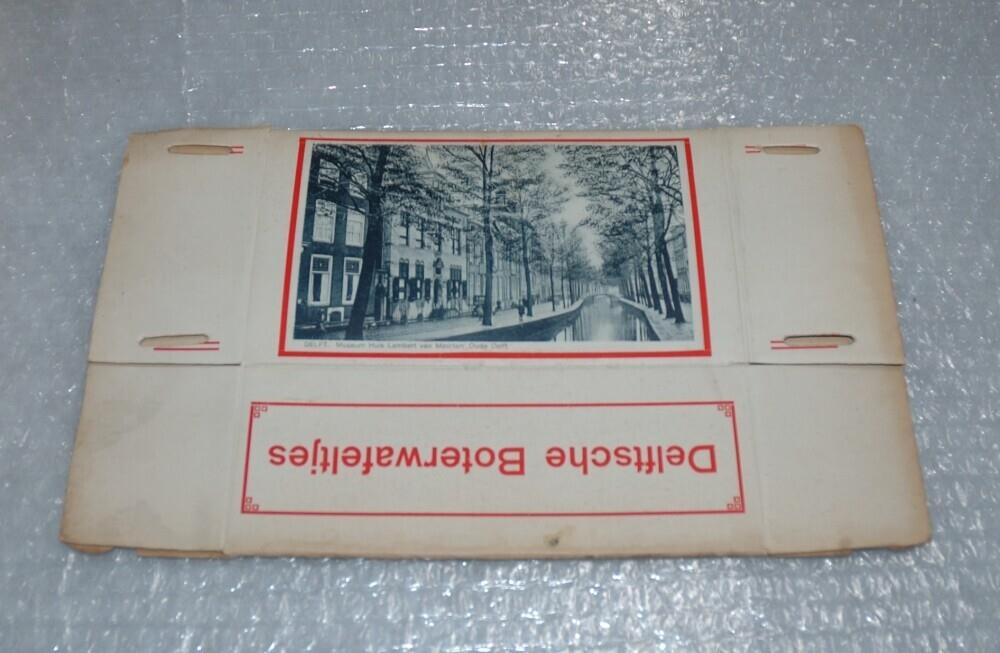 DELFT. Museum Huis Lambert van Meerten, Oude Delft
Delftsche Boterwafeltjes